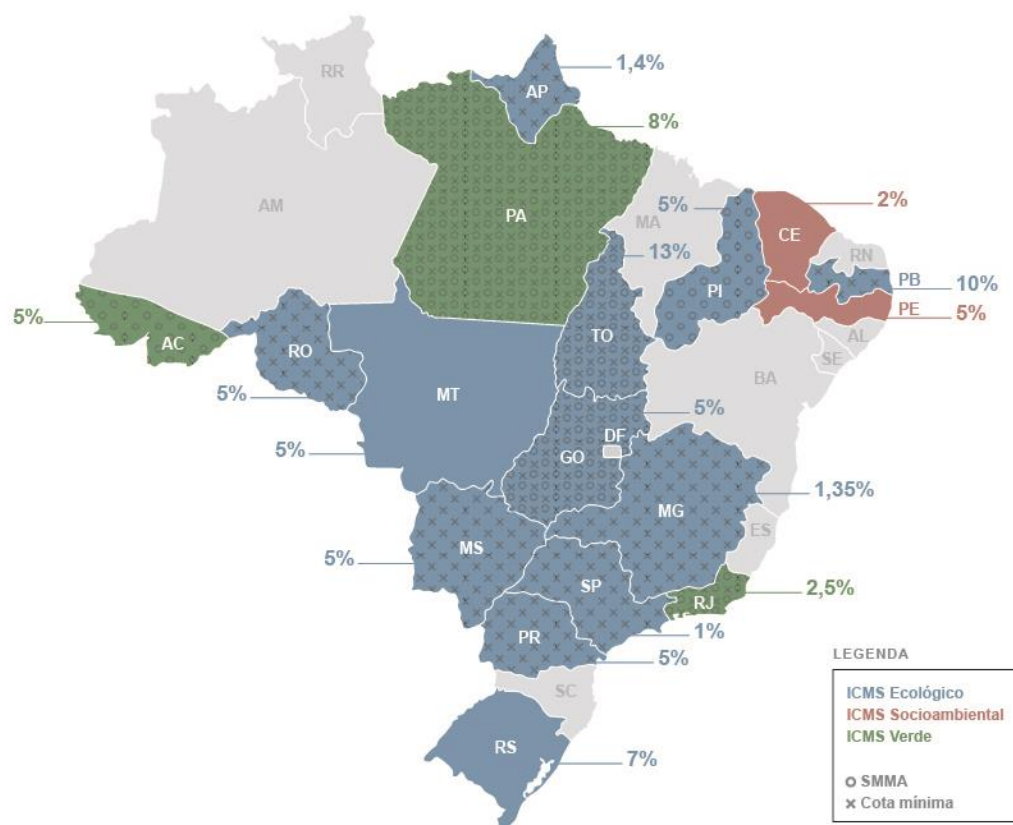 RR
AP
1,4%
8%
AM
PA
MA
5%
CE
2%
RN
13%
PI
PB
10%
PE
5%
5%
AC
RO
TO
AL
SE
BA
5%
MT
5%
DF
GO
5%
1,35%
MG
ES
MS
5%
SP
RJ
2,5%
1%
PR
5%
SC
RS
7%
LEGENDA
ICMS Ecológico
ICMS Socioambiental
ICMS Verde
SMMA
Cota mínima